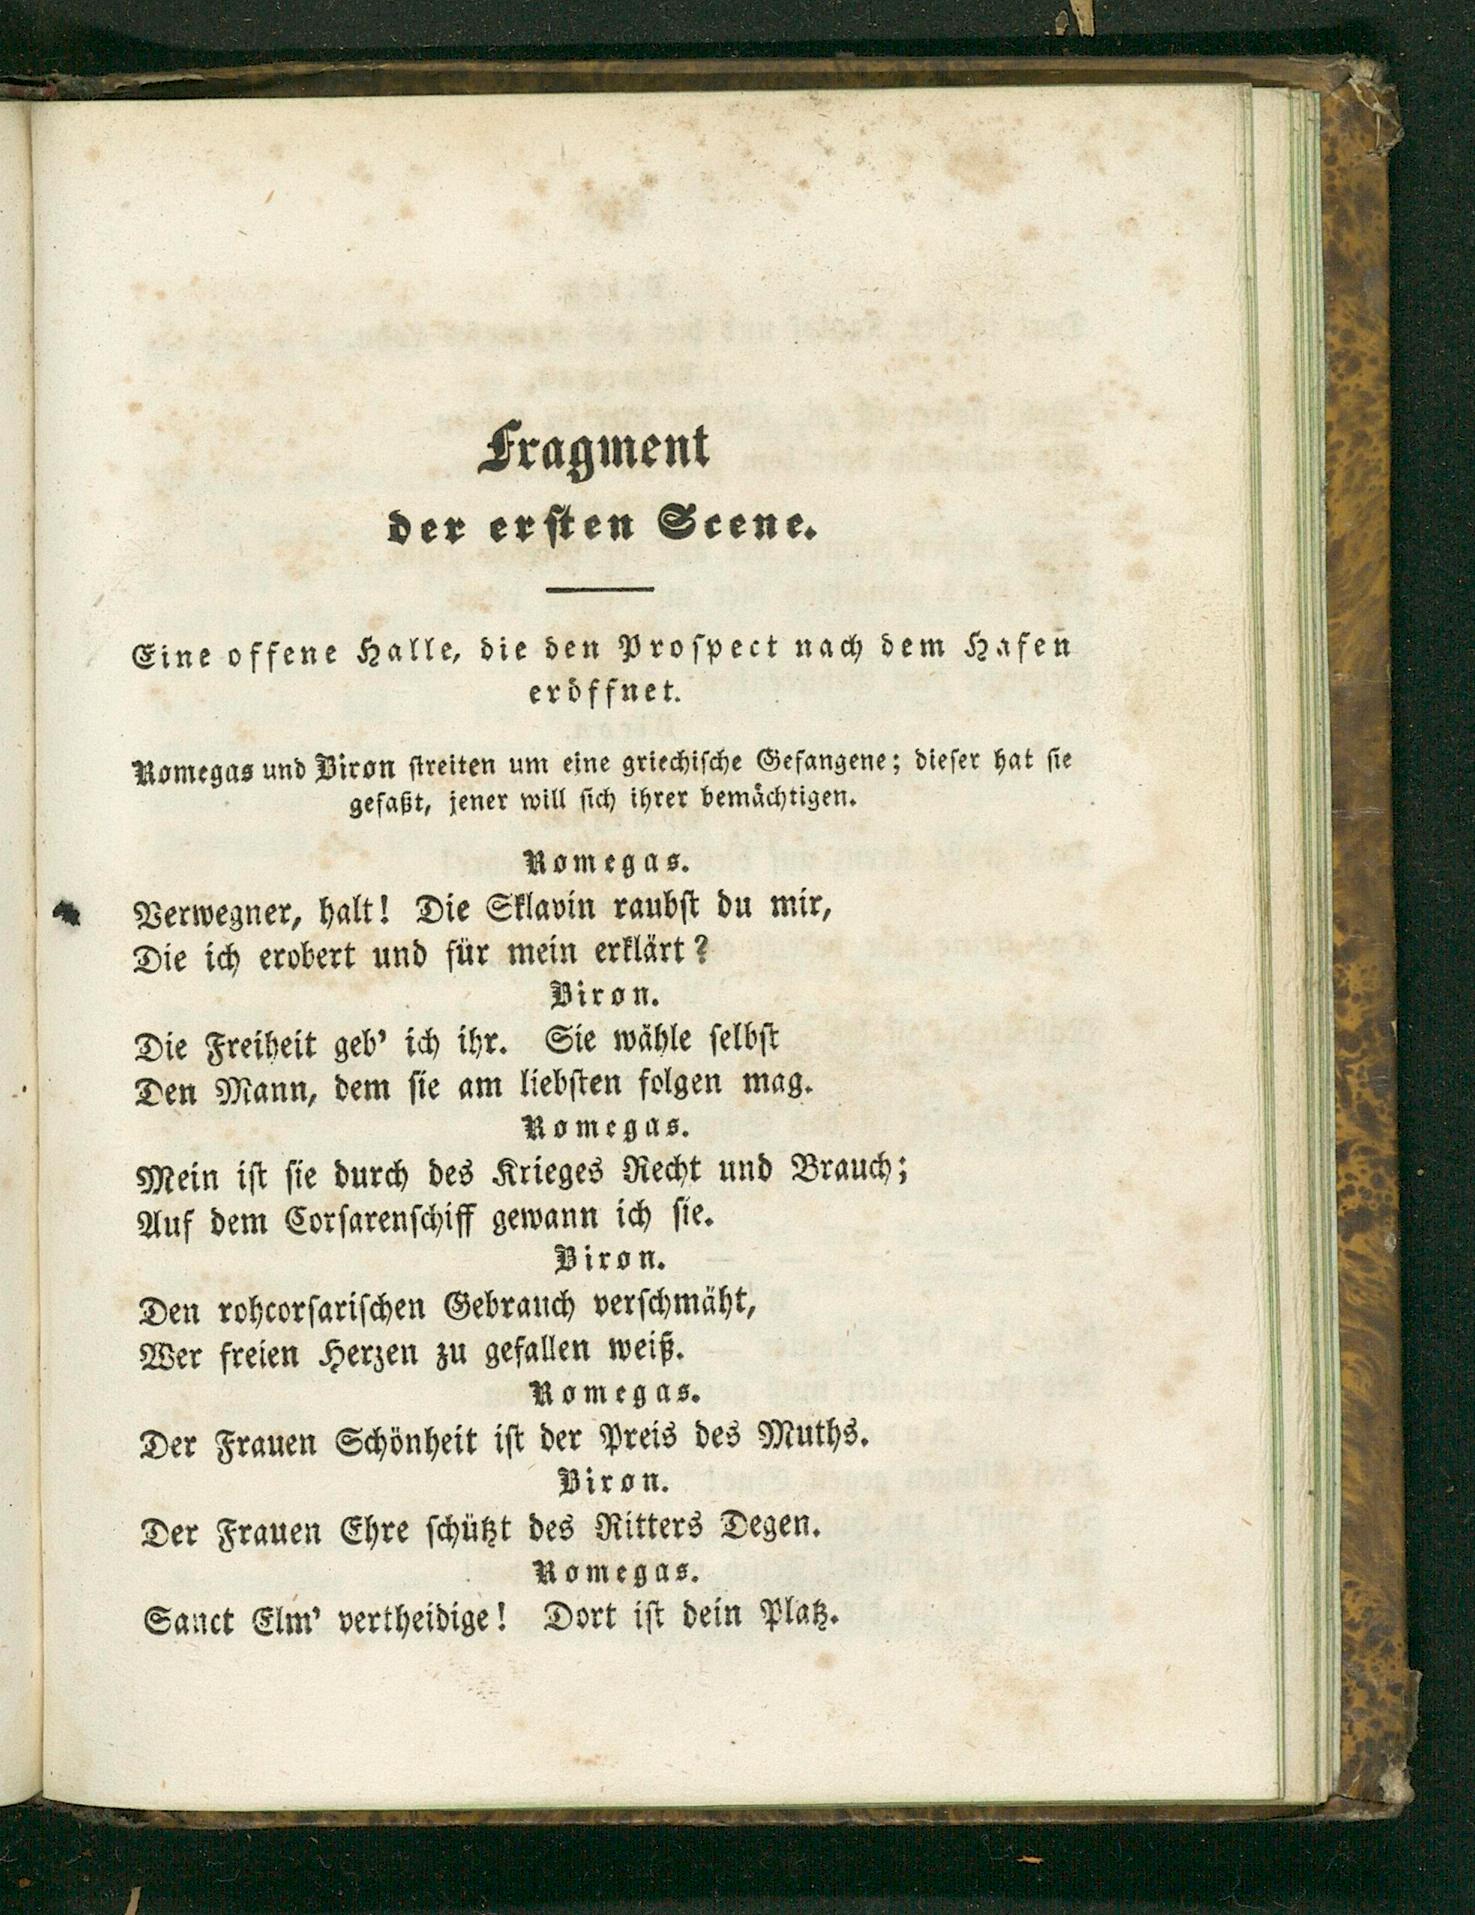 Fragment
der ersten Scene.
Eine offene Halle, die den Prospect nach dem Hafen
eröffnet.
Romegas und Biron streiten um eine griechische Gefangene; dieser hat sie
gefaßt, jener will sich ihrer bemächtigen.
Romegas.
Verwegner, halt! Die Sklavin raubst du mir,
Die ich erobert und für mein erklärt?
Biron.
Die Freiheit geb' ich ihr. Sie wähle selbst
Den Mann, dem sie am liebsten folgen mag.
Romegas.
Mein ist sie durch des Krieges Recht und Brauch;
Auf dem Corsarenschiff gewann ich sie.
Biron.
Den rohcorsarischen Gebrauch verschmäht,
Wer freien Herzen zu gefallen weiß.
Romegas.
Der Frauen Schönheit ist der Preis des Muths.
Biron.
Der Frauen Ehre schützt des Ritters Degen.
Romegas.
Sanct Elm' vertheidige! Dort ist dein Platz.